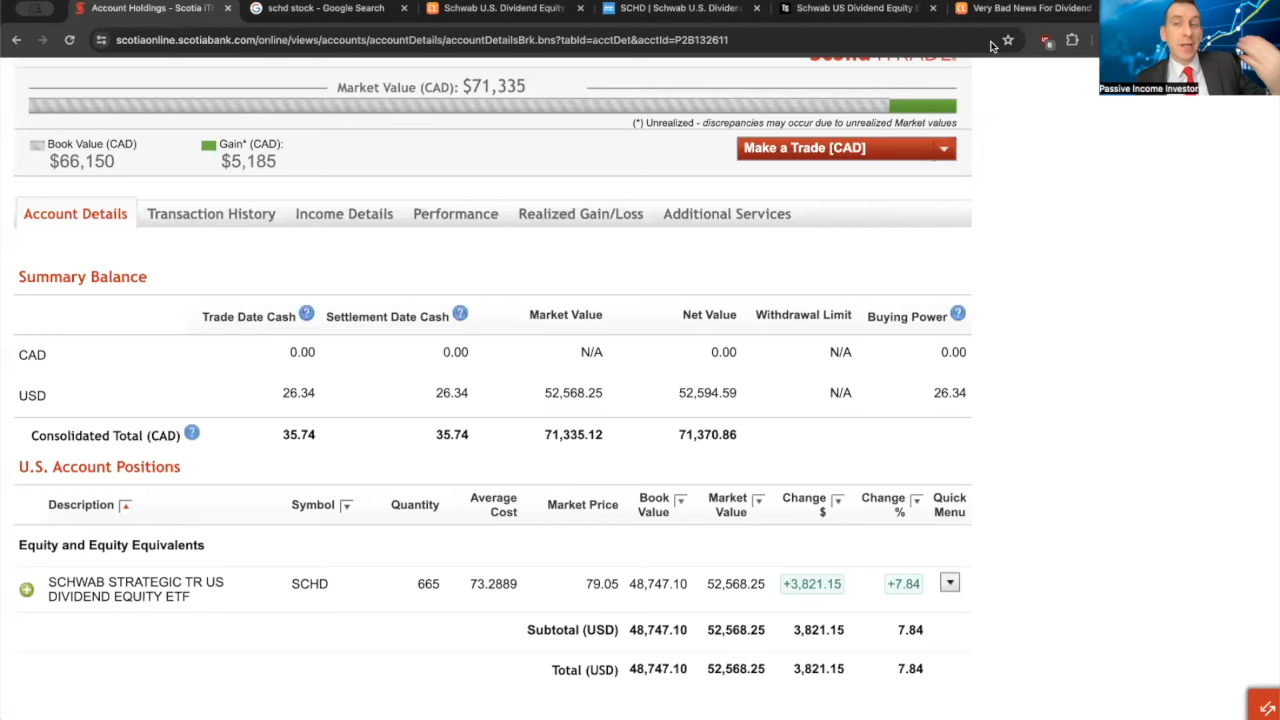 Account Holdings - Scotia iT
schd stock - Google Search
Schwab U.S. Dividend Equity
SCHD | Schwab U.S. Divider
Schwab US Dividend Equity E
Very Bad News For Dividend
scotiaonline.scotiabank.com/online/views/accounts/accountDetails/
tabId=acctDet&acctId=P2B132611
Passive Income Investor
Market Value (CAD): $71,335
(*) Unrealized - discrepancies may occur due to unrealized Market values
Book Value (CAD)
$66,150
Gain* (CAD):
$5,185
Make a Trade [CAD]
Account Details Transaction History Income Details Performance Realized Gain/Loss Additional Services
Summary Balance
Trade Date Cash Settlement Date Cash Market Value Net Value Withdrawal Limit Buying Power
CAD 0.00 0.00 N/A 0.00 N/A 0.00
USD 26.34 26.34 52,568.25 52,594.59 N/A 26.34
Consolidated Total (CAD) 35.74 35.74 71,335.12 71,370.86
U.S. Account Positions
Description Symbol Quantity Average Cost Market Price Book Value Market Value Change $ Change % Quick Menu
Equity and Equity Equivalents
SCHWAB STRATEGIC TR US DIVIDEND EQUITY ETF SCHD 665 73.2889 79.05 48,747.10 52,568.25 +3,821.15 +7.84
Subtotal (USD) 48,747.10 52,568.25 3,821.15 7.84
Total (USD) 48,747.10 52,568.25 3,821.15 7.84